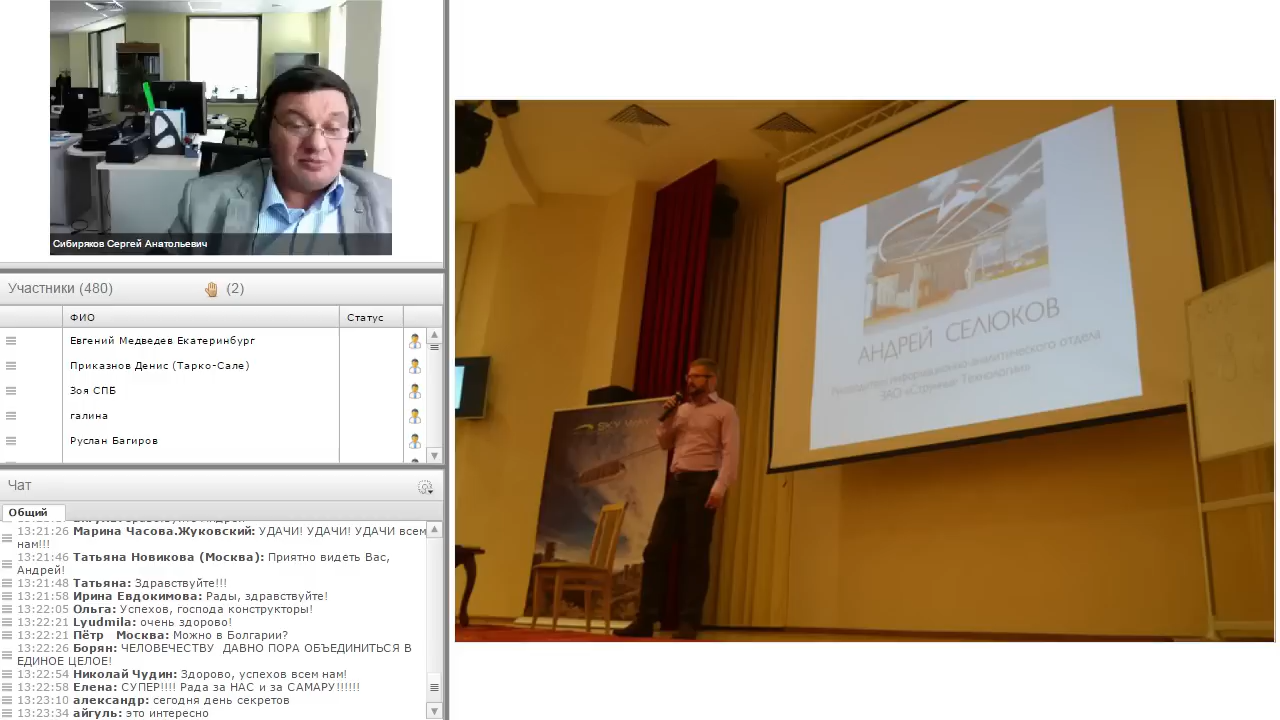 Сибиряков Сергей Анатольевич
Участники (480)
(2)
ФИО
Статус
Евгений Медведев Екатеринбург
Приказнов Денис (Тарко-Сале)
Зоя СПБ
галина
Руслан Багиров
Чат
Общий
13:21:26 Марина Часова.Жуковский: УДАЧИ! УДАЧИ! УДАЧИ всем
нам!!!
13:21:46 Татьяна Новикова (Москва): Приятно видеть Вас,
Андрей!
13:21:48 Татьяна: Здравствуйте!!!
13:21:58 Ирина Евдокимова: Рады, здравствуйте!
13:22:05 Ольга: Успехов, господа конструкторы!
13:22:21 Lyudmila: очень здорово!
13:22:21 Пётр Москва: Можно в Болгарии?
13:22:26 Борян: ЧЕЛОВЕЧЕСТВУ ДАВНО ПОРА ОБЪЕДИНИТЬСЯ В
ЕДИНОЕ ЦЕЛОЕ!
13:22:54 Николай Чудин: Здорово, успехов всем нам!
13:22:58 Елена: СУПЕР!!!! Рада за НАС и за САМАРУ!!!!!!
13:23:10 александр: сегодня день секретов
13:23:34 айгуль: это интересно
АНДРЕЙ СЕЛЮКОВ
Руководитель информационно-аналитического отдела
ЗАО «Струнные Технологии»
SKY WAY